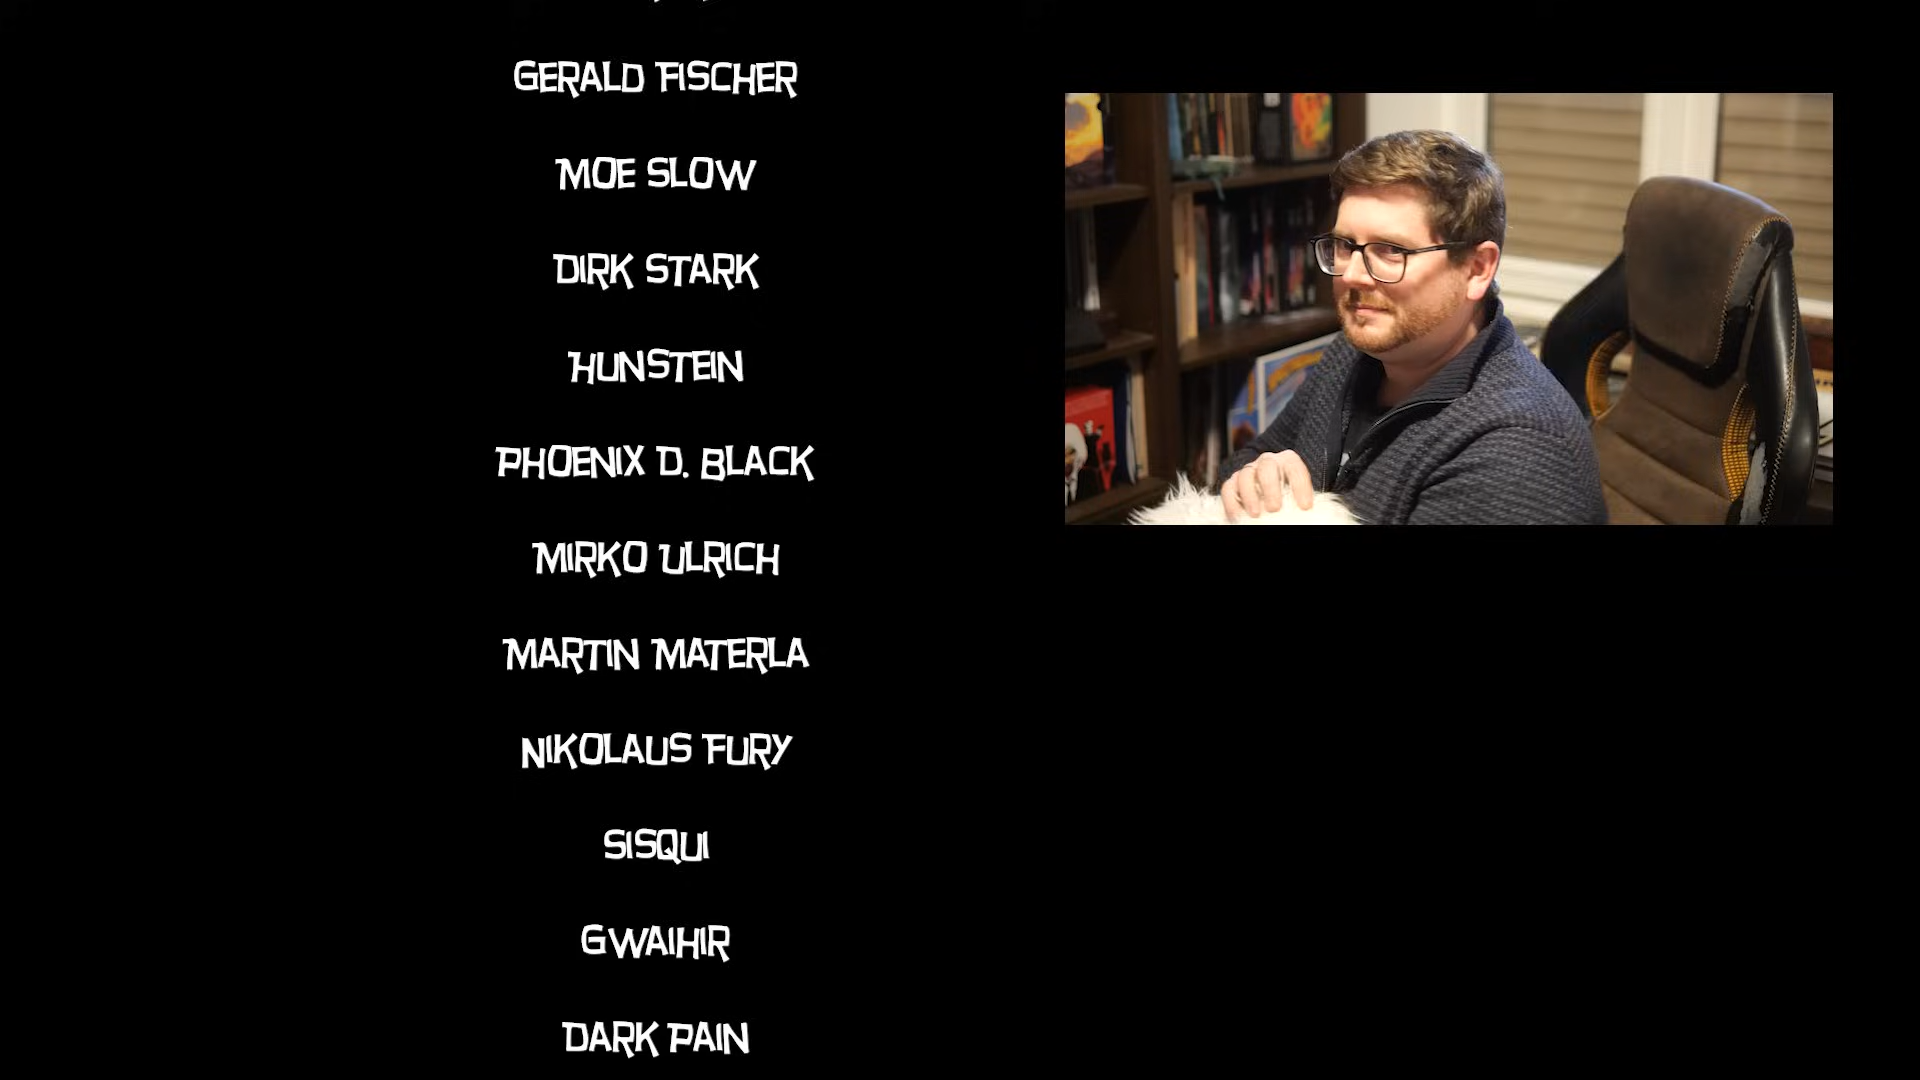 GERALD FISCHER
MOE SLOW
DIRK STARK
HUNSTEIN
PHOENIX D. BLACK
MIRKO ULRICH
MARTIN MATERLA
NIKOLAUS FURY
SISQUI
GWAIHIR
DARK PAIN